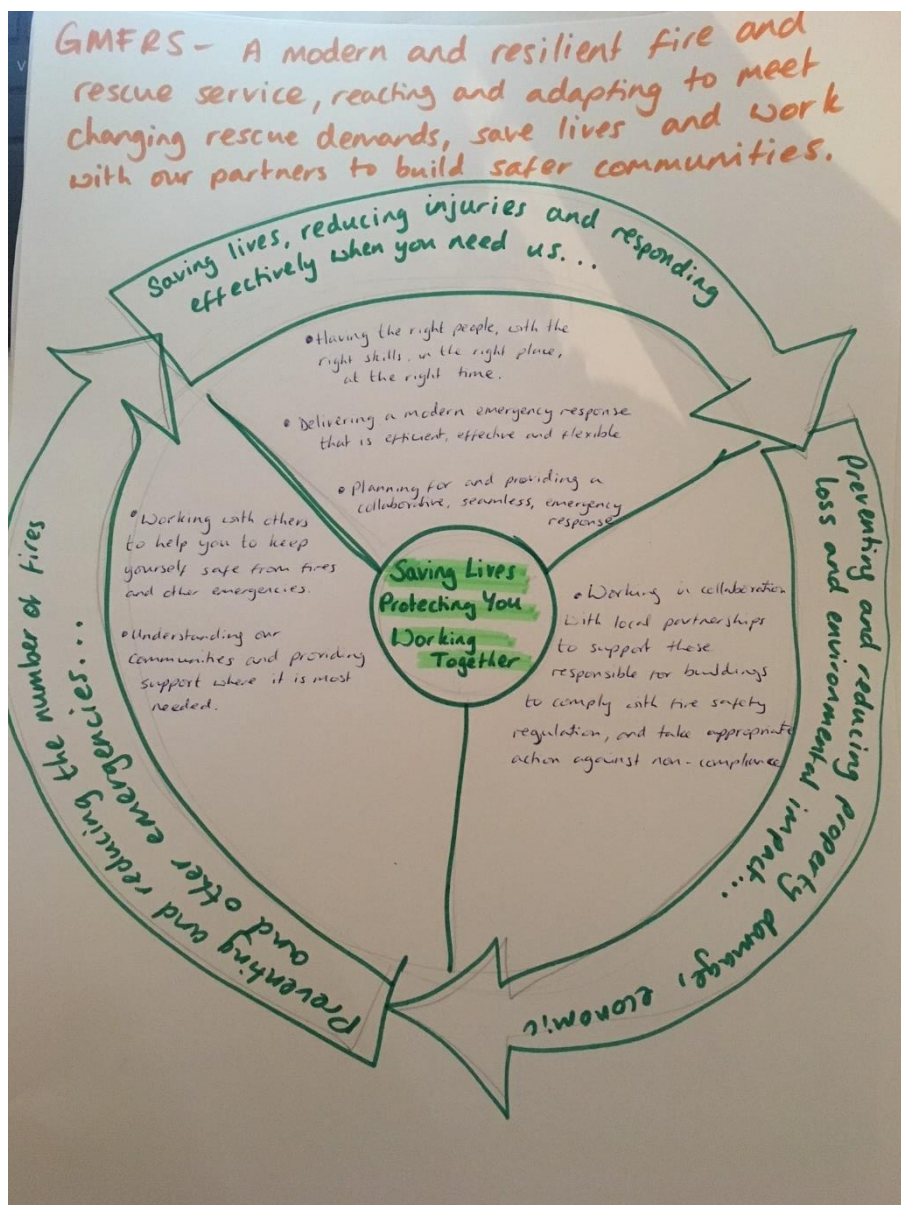 GMFRS - A modern and resilient fire and
rescue service, reacting and adapting to meet
changing rescue demands, save lives and work
with our partners to build safer communities.
Saving lives, reducing injuries and responding
effectively when you need us...
• Having the right people, with the
right skills, in the right place,
at the right time.
• Delivering a modern emergency response
that is efficient, effective and flexible
• Planning for and providing a
collaborative, seamless, emergency
response
Preventing and reducing property damage, economic
loss and environmental impact...
• Working in collaboration
with local partnerships
to support those
responsible for buildings
to comply with fire safety
regulation, and take appropriate
action against non-compliance
Preventing and reducing the number of fires
and other emergencies...
• Working with others
to help you to keep
yourself safe from fires
and other emergencies.
• Understanding our
communities and providing
support where it is most
needed.
Saving Lives
Protecting You
Working
Together